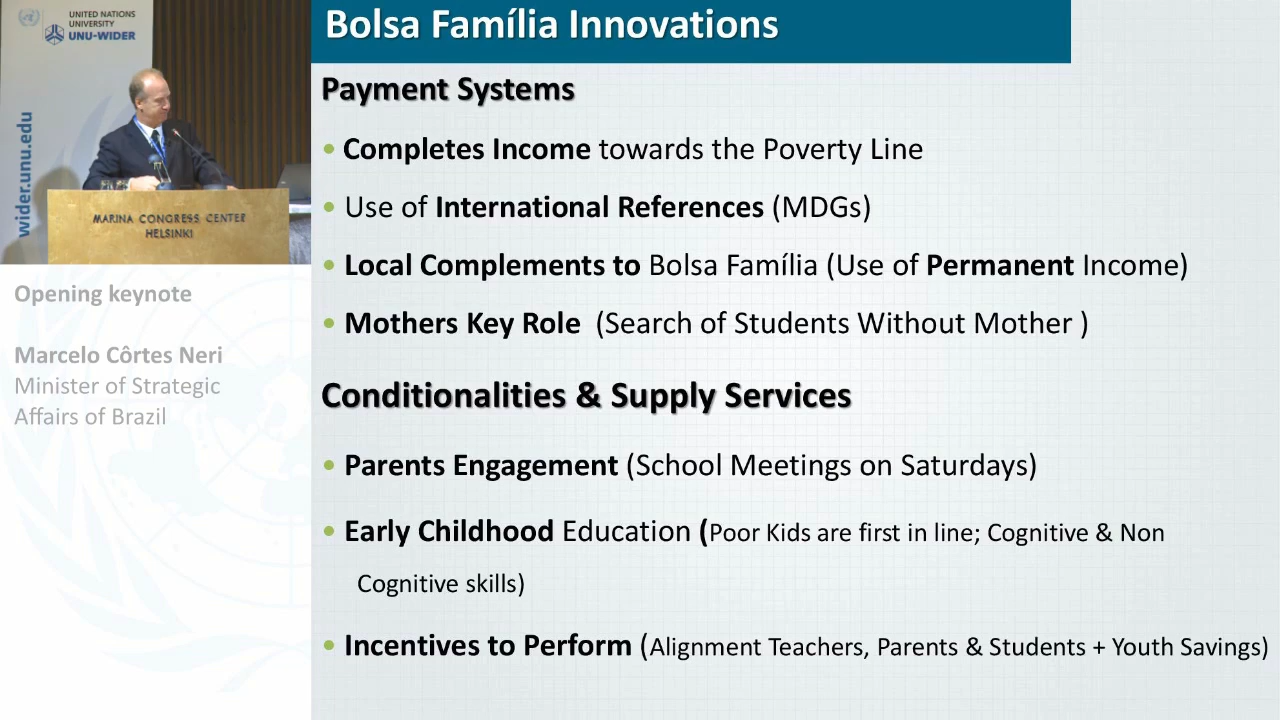 UNITED NATIONS
UNIVERSITY
UNU-WIDER
wider.unu.edu
MARINA CONGRESS CENTER
HELSINKI
Opening keynote
Marcelo Côrtes Neri
Minister of Strategic
Affairs of Brazil
Bolsa Família Innovations
Payment Systems
• Completes Income towards the Poverty Line
• Use of International References (MDGs)
• Local Complements to Bolsa Família (Use of Permanent Income)
• Mothers Key Role (Search of Students Without Mother )
Conditionalities & Supply Services
• Parents Engagement (School Meetings on Saturdays)
• Early Childhood Education (Poor Kids are first in line; Cognitive & Non
Cognitive skills)
• Incentives to Perform (Alignment Teachers, Parents & Students + Youth Savings)